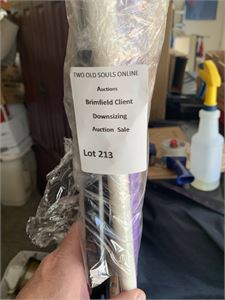 TWO OLD SOULS ONLINE
Auctions
Brimfield Client
Downsizing
Auction Sale
Lot 213